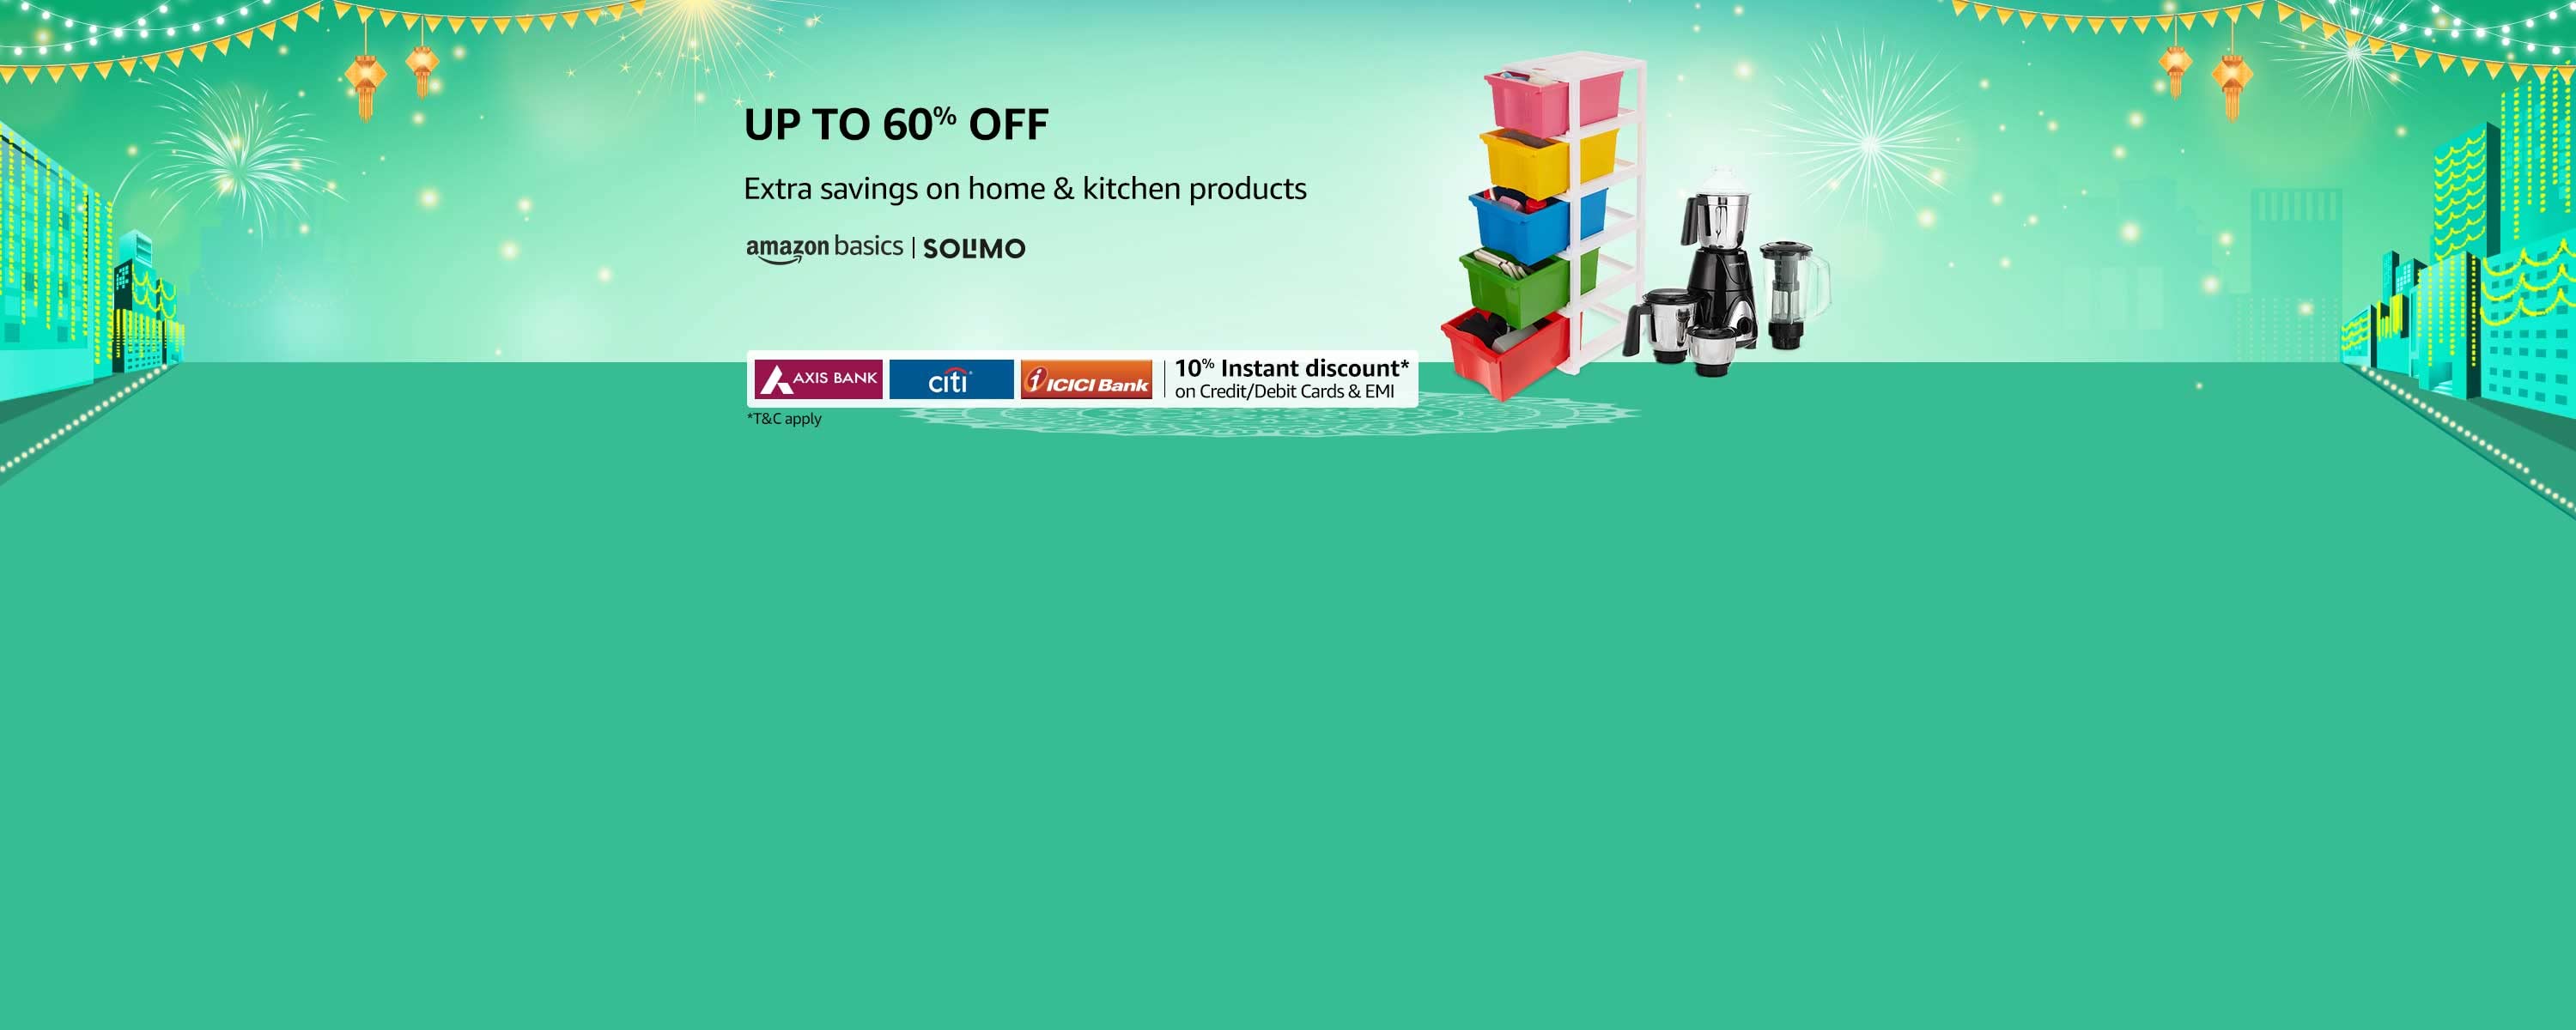 UP TO 60% OFF
Extra savings on home & kitchen products
amazon basics | SOLIMO
AXIS BANK
citi
ICICI Bank
10% Instant discount*
on Credit/Debit Cards & EMI
*T&C apply